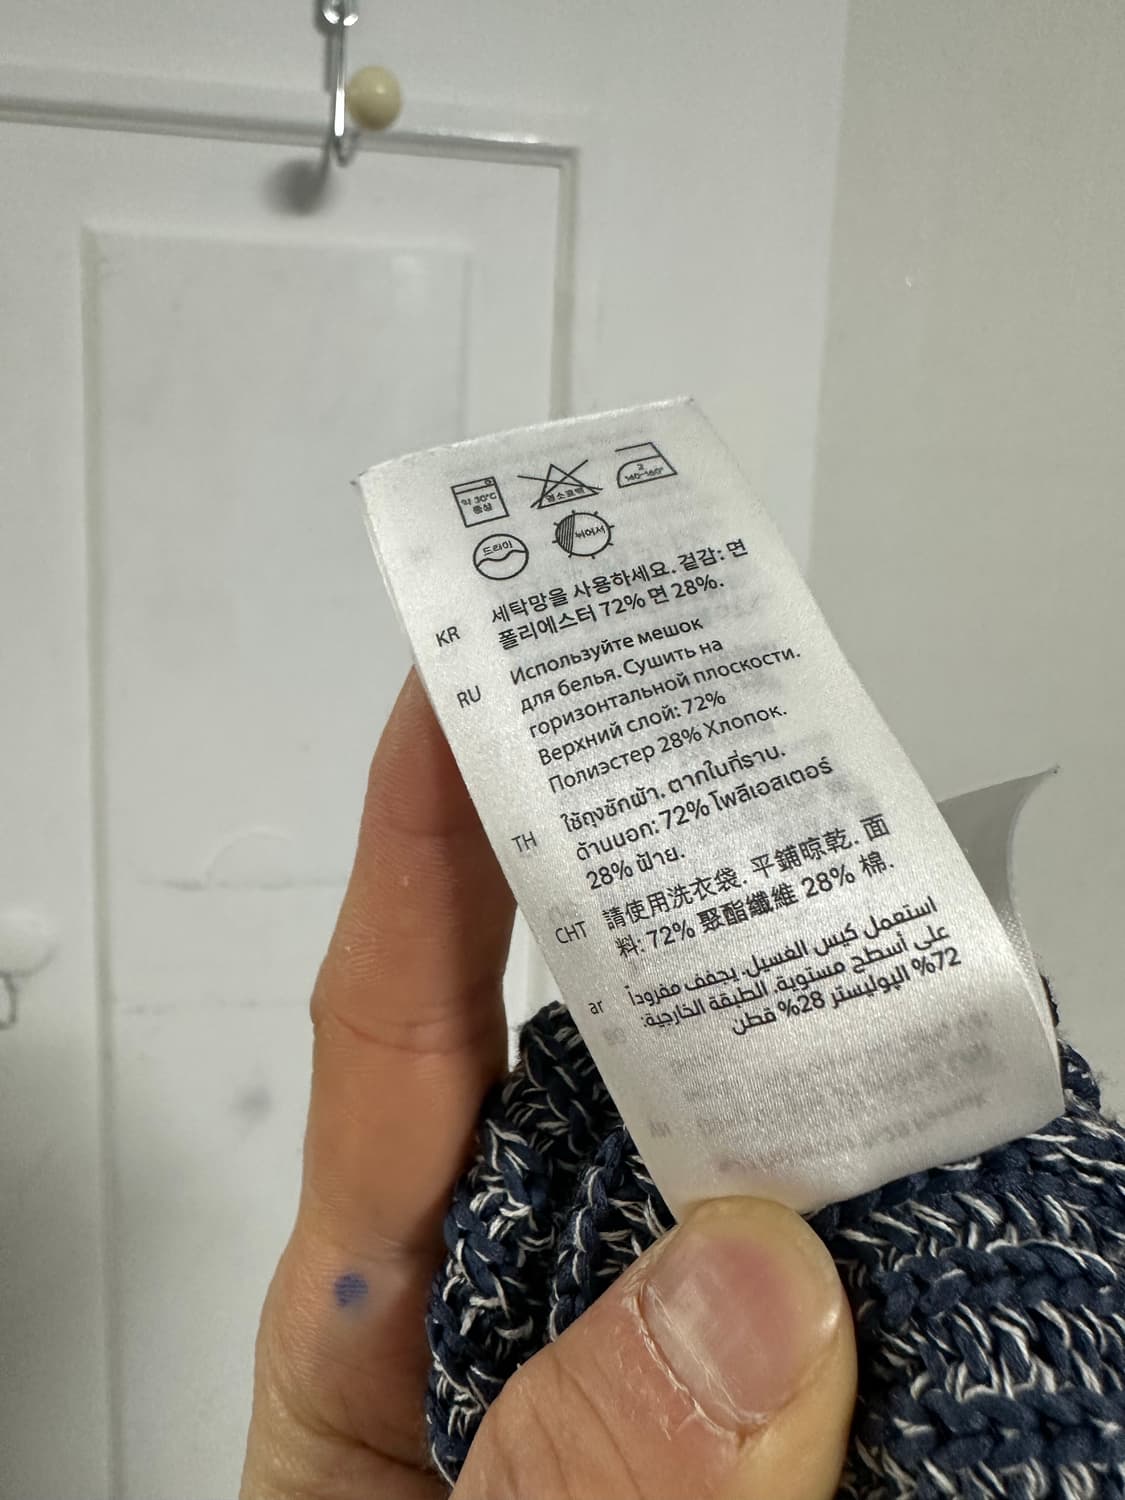 약 30°C
중성
염소표백
2
140~160°
드라이
뉘어서
KR 세탁망을 사용하세요. 겉감: 면
폴리에스터 72% 면 28%.
RU Используйте мешок
для белья. Сушить на
горизонтальной плоскости.
Верхний слой: 72%
Полиэстер 28% Хлопок.
TH ใช้ถุงซักผ้า. ตากในที่ราบ.
ด้านนอก: 72% โพลีเอสเตอร์
28% ฝ้าย.
CHT 請使用洗衣袋. 平鋪晾乾. 面
料: 72% 聚酯纖維 28% 棉.
ar استعمل كيس الغسيل. يجفف مفروداً
على أسطح مستوية. الطبقة الخارجية:
72% البوليستر 28% قطن